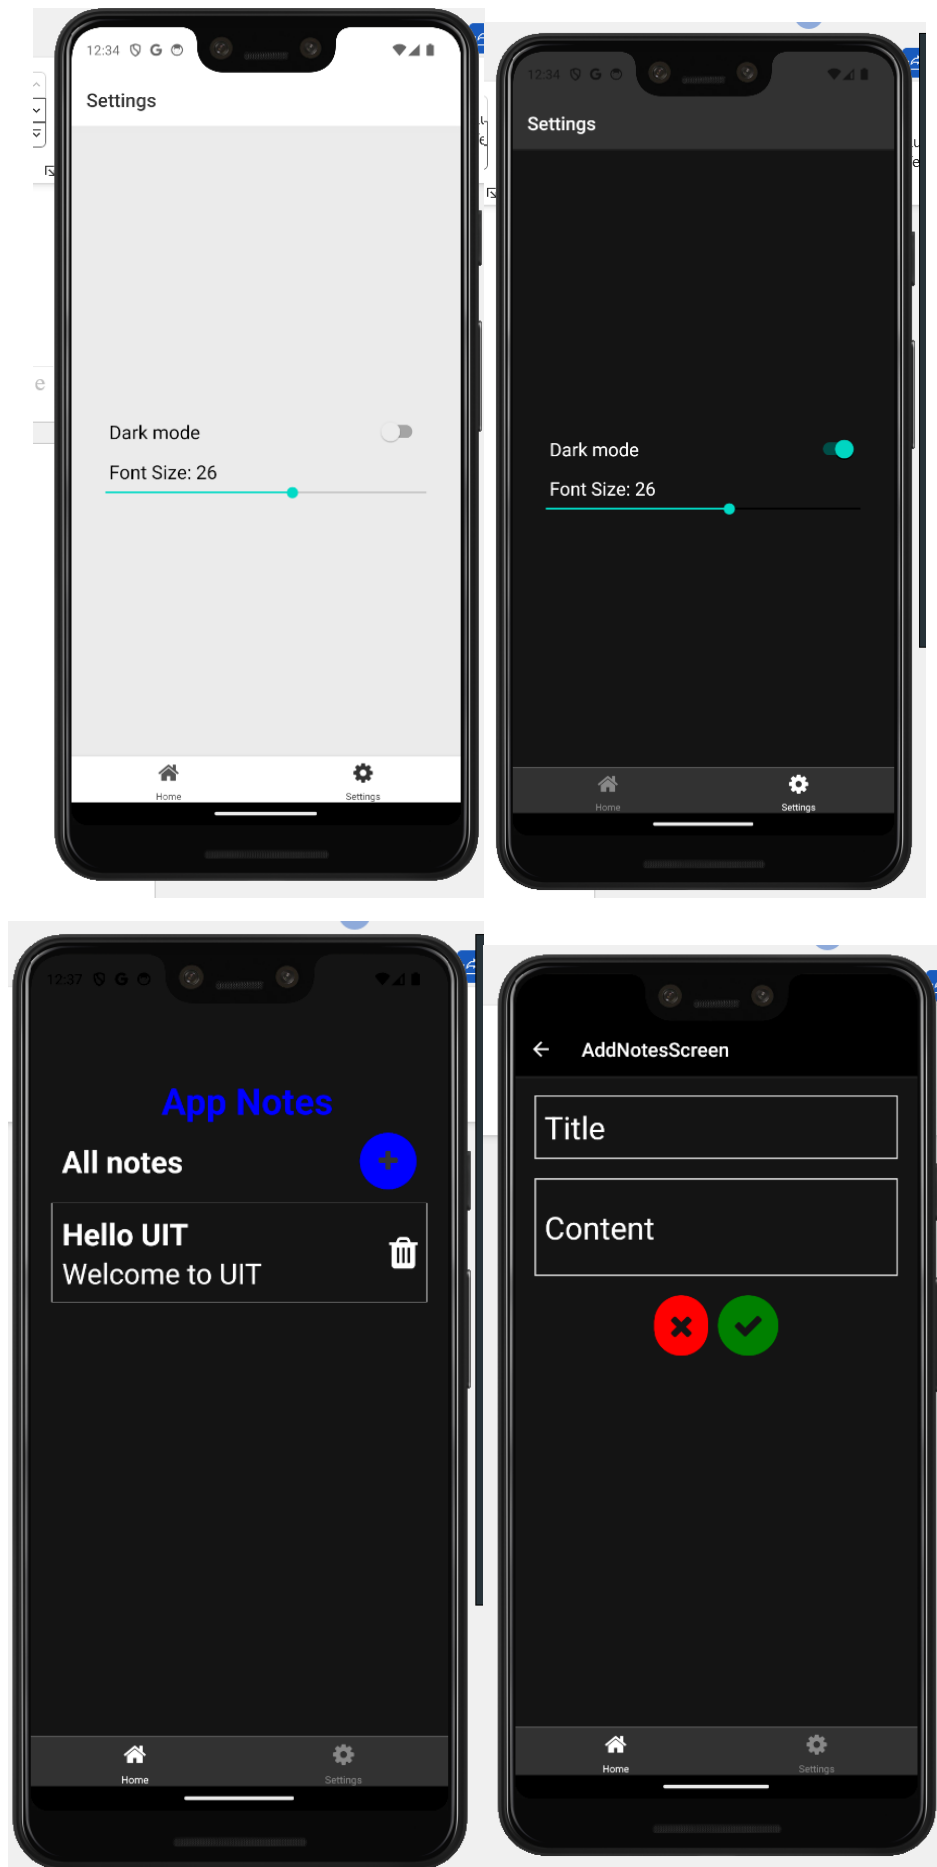 12:34
Settings
Dark mode
Font Size: 26
Home
Settings
12:34
Settings
Dark mode
Font Size: 26
Home
Settings
12:37
App Notes
All notes
Hello UIT
Welcome to UIT
Home
Settings
AddNotesScreen
Title
Content
Home
Settings